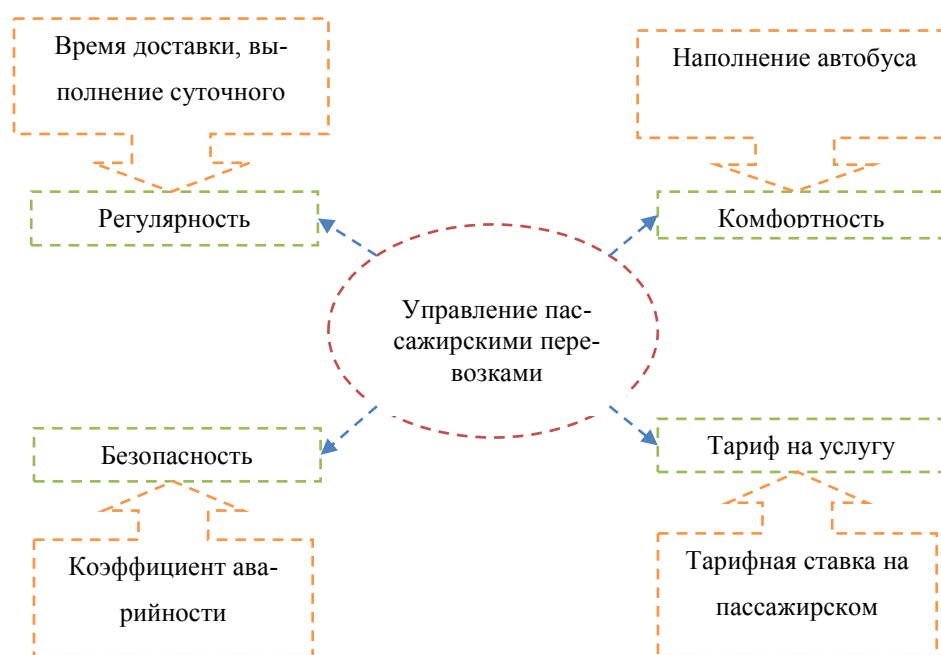 Время доставки, вы-
полнение суточного
Наполнение автобуса
Регулярность
Комфортность
Управление пас-
сажирскими пере-
возками
Безопасность
Тариф на услугу
Коэффициент ава-
рийности
Тарифная ставка на
пассажирском